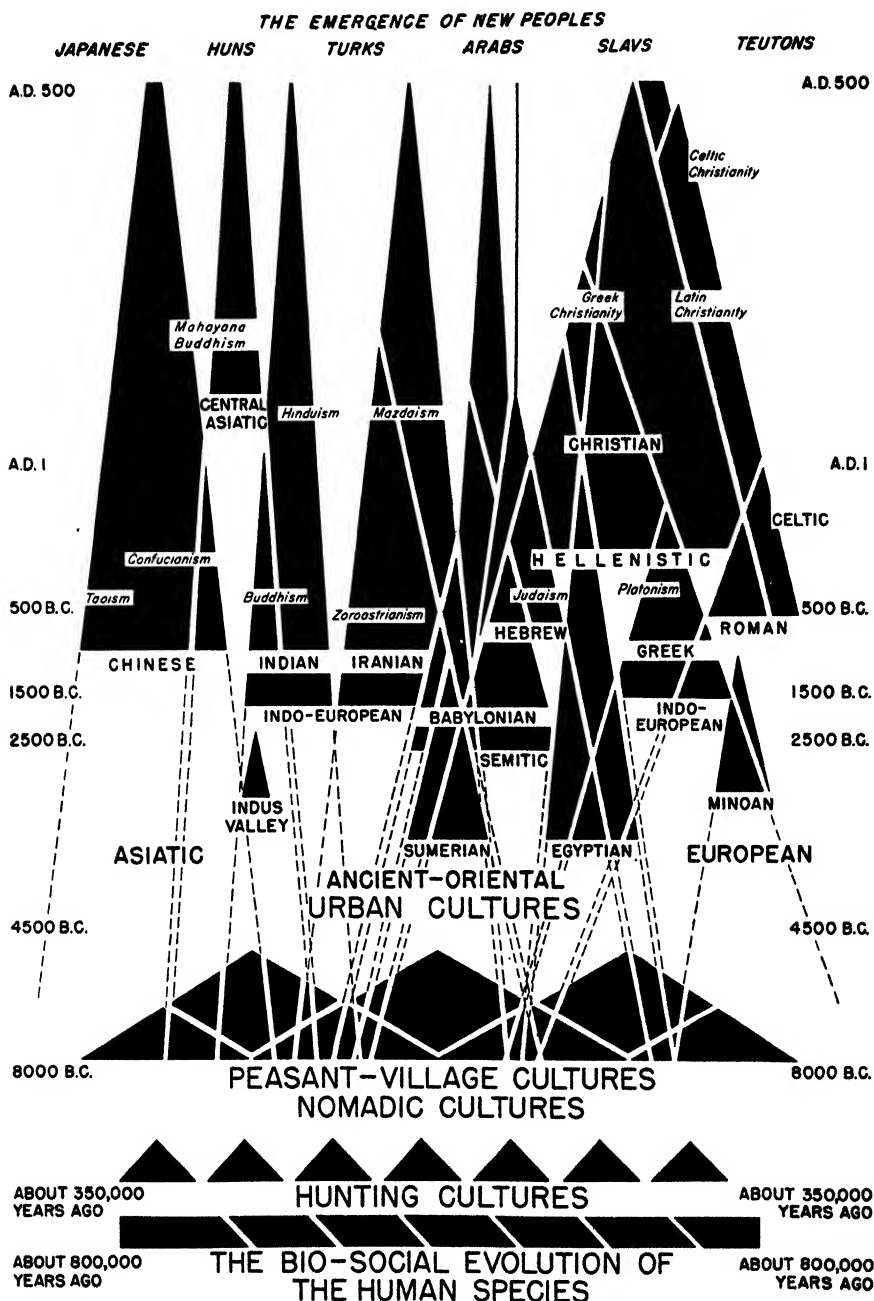 THE EMERGENCE OF NEW PEOPLES
JAPANESE HUNS TURKS ARABS SLAVS TEUTONS
A.D. 500 A.D. 500
Celtic
Christianity
Greek
Christianity
Latin
Christianity
Mahayana
Buddhism
CENTRAL
ASIATIC
Hinduism Mazdaism
CHRISTIAN
A.D. 1 A.D. 1
CELTIC
Confucianism
HELLENISTIC
Taoism Buddhism Judaism Platonism
500 B.C. Zoroastrianism 500 B.C.
HEBREW ROMAN
CHINESE INDIAN IRANIAN GREEK
1500 B.C. 1500 B.C.
INDO-EUROPEAN BABYLONIAN
INDO-
EUROPEAN
2500 B.C. 2500 B.C.
SEMITIC
INDUS
VALLEY
MINOAN
ASIATIC SUMERIAN EGYPTIAN EUROPEAN
ANCIENT-ORIENTAL
URBAN CULTURES
4500 B.C. 4500 B.C.
8000 B.C. 8000 B.C.
PEASANT-VILLAGE CULTURES
NOMADIC CULTURES
ABOUT 350,000
YEARS AGO
HUNTING CULTURES
ABOUT 350,000
YEARS AGO
ABOUT 800,000
YEARS AGO
THE BIO-SOCIAL EVOLUTION OF
THE HUMAN SPECIES
ABOUT 800,000
YEARS AGO